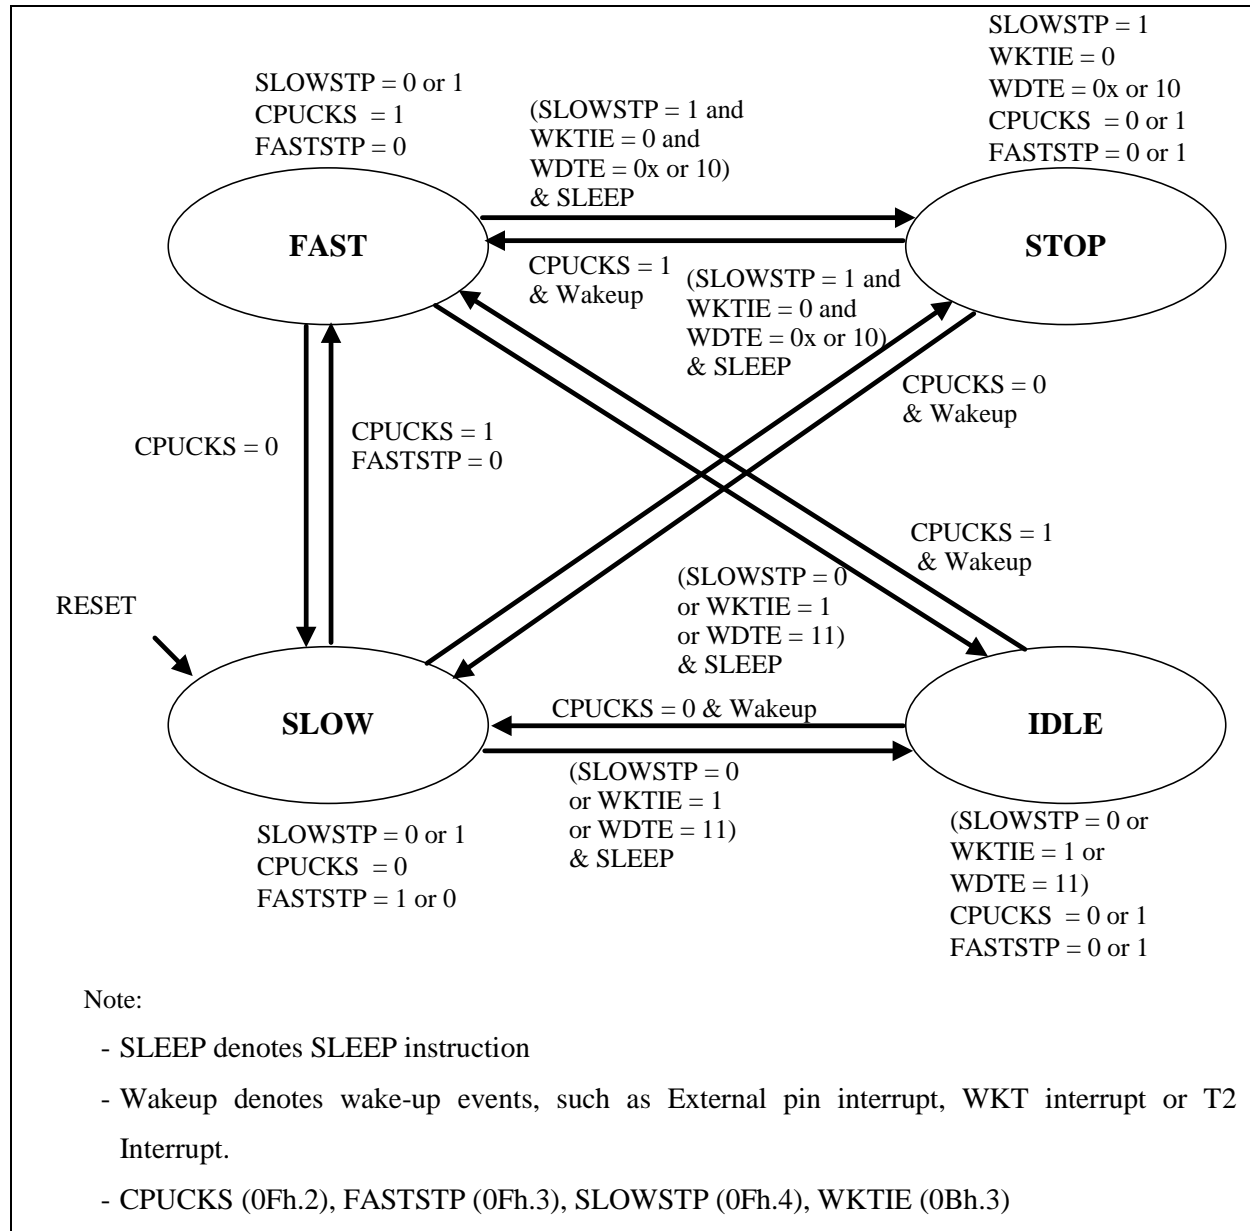 SLOWSTP = 0 or 1
CPUCKS = 1
FASTSTP = 0
(SLOWSTP = 1 and
WKTIE = 0 and
WDTE = 0x or 10)
& SLEEP
SLOWSTP = 1
WKTIE = 0
WDTE = 0x or 10
CPUCKS = 0 or 1
FASTSTP = 0 or 1
FAST
STOP
CPUCKS = 1
& Wakeup
(SLOWSTP = 1 and
WKTIE = 0 and
WDTE = 0x or 10)
& SLEEP
CPUCKS = 0
& Wakeup
CPUCKS = 0
CPUCKS = 1
FASTSTP = 0
CPUCKS = 1
& Wakeup
(SLOWSTP = 0
or WKTIE = 1
or WDTE = 11)
& SLEEP
RESET
SLOW
CPUCKS = 0 & Wakeup
IDLE
(SLOWSTP = 0
or WKTIE = 1
or WDTE = 11)
& SLEEP
SLOWSTP = 0 or 1
CPUCKS = 0
FASTSTP = 1 or 0
(SLOWSTP = 0 or
WKTIE = 1 or
WDTE = 11)
CPUCKS = 0 or 1
FASTSTP = 0 or 1
Note:
- SLEEP denotes SLEEP instruction
- Wakeup denotes wake-up events, such as External pin interrupt, WKT interrupt or T2
Interrupt.
- CPUCKS (0Fh.2), FASTSTP (0Fh.3), SLOWSTP (0Fh.4), WKTIE (0Bh.3)